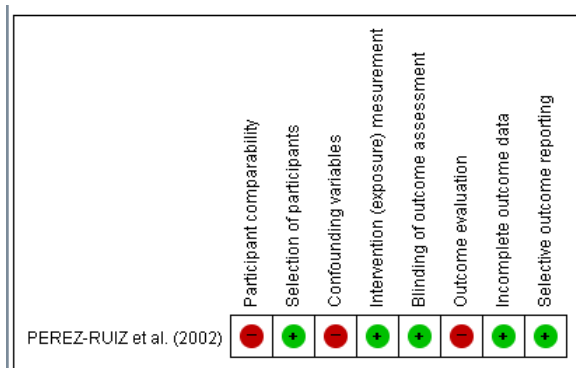 Participant comparability
Selection of participants
Confounding variables
Intervention (exposure) mesurement
Blinding of outcome assessment
Outcome evaluation
Incomplete outcome data
Selective outcome reporting
PEREZ-RUIZ et al. (2002) - + - + + - + +